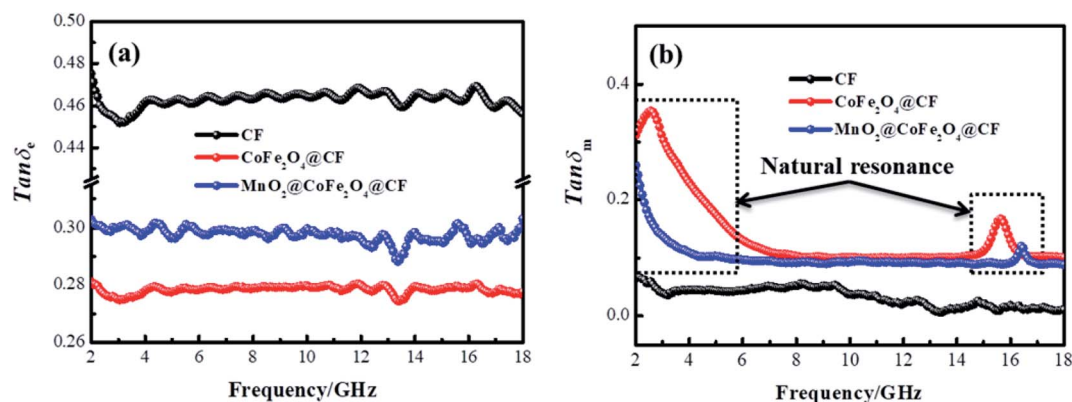 (a)
0.50
0.48
0.46
0.44
0.30
0.28
0.26
Tanδₑ
CF
CoFe₂O₄@CF
MnO₂@CoFe₂O₄@CF
2 4 6 8 10 12 14 16 18
Frequency/GHz
(b)
0.4
0.2
0.0
Tanδₘ
CF
CoFe₂O₄@CF
MnO₂@CoFe₂O₄@CF
Natural resonance
2 4 6 8 10 12 14 16 18
Frequency/GHz